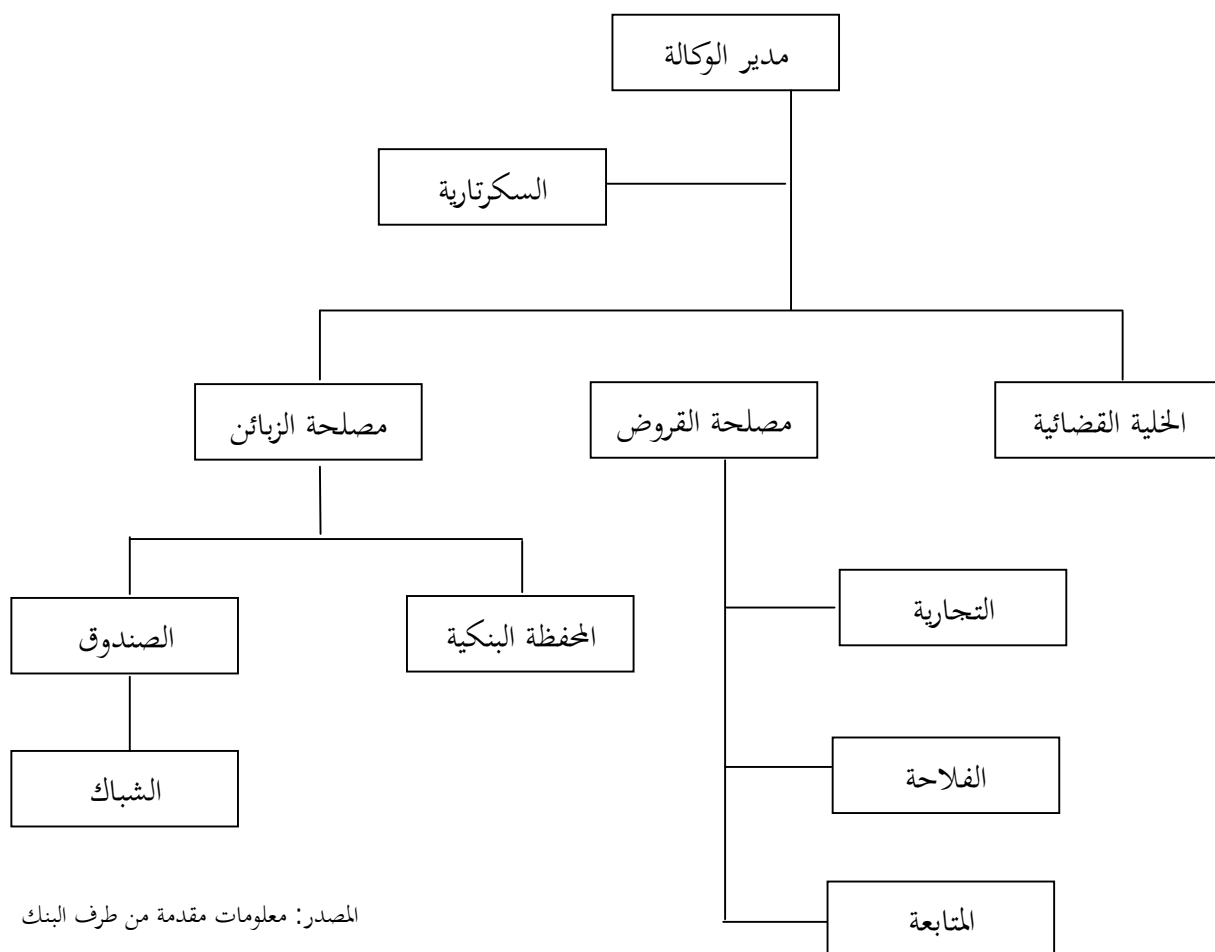 مدير الوكالة
السكرتارية
الخلية القضائية
مصلحة القروض
مصلحة الزبائن
التجارية
المحفظة البنكية
الصندوق
الفلاحة
الشباك
المتابعة
المصدر: معلومات مقدمة من طرف البنك